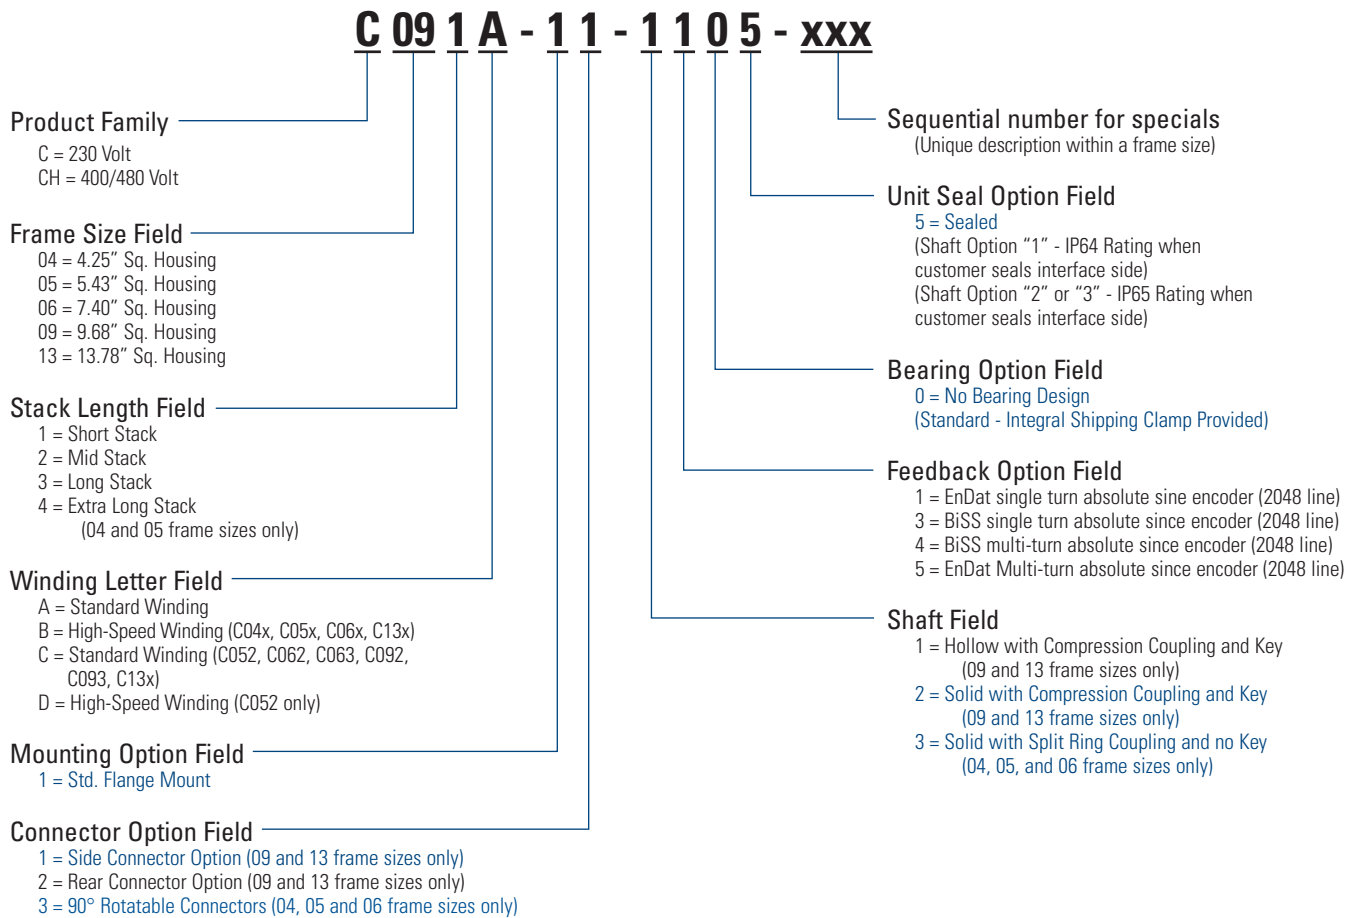 C 09 1 A - 1 1 - 1 1 0 5 - xxx
Product Family
C = 230 Volt
CH = 400/480 Volt
Frame Size Field
04 = 4.25” Sq. Housing
05 = 5.43” Sq. Housing
06 = 7.40” Sq. Housing
09 = 9.68” Sq. Housing
13 = 13.78” Sq. Housing
Stack Length Field
1 = Short Stack
2 = Mid Stack
3 = Long Stack
4 = Extra Long Stack
(04 and 05 frame sizes only)
Winding Letter Field
A = Standard Winding
B = High-Speed Winding (C04x, C05x, C06x, C13x)
C = Standard Winding (C052, C062, C063, C092,
C093, C13x)
D = High-Speed Winding (C052 only)
Mounting Option Field
1 = Std. Flange Mount
Connector Option Field
1 = Side Connector Option (09 and 13 frame sizes only)
2 = Rear Connector Option (09 and 13 frame sizes only)
3 = 90° Rotatable Connectors (04, 05 and 06 frame sizes only)
Sequential number for specials
(Unique description within a frame size)
Unit Seal Option Field
5 = Sealed
(Shaft Option “1” - IP64 Rating when
customer seals interface side)
(Shaft Option “2” or “3” - IP65 Rating when
customer seals interface side)
Bearing Option Field
0 = No Bearing Design
(Standard - Integral Shipping Clamp Provided)
Feedback Option Field
1 = EnDat single turn absolute sine encoder (2048 line)
3 = BiSS single turn absolute since encoder (2048 line)
4 = BiSS multi-turn absolute since encoder (2048 line)
5 = EnDat Multi-turn absolute since encoder (2048 line)
Shaft Field
1 = Hollow with Compression Coupling and Key
(09 and 13 frame sizes only)
2 = Solid with Compression Coupling and Key
(09 and 13 frame sizes only)
3 = Solid with Split Ring Coupling and no Key
(04, 05, and 06 frame sizes only)